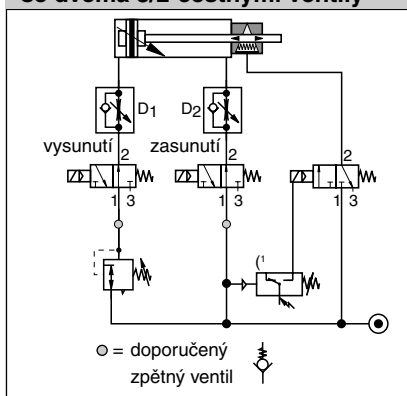 se dvěma 3/2-cestnými ventily
D1
D2
vysunutí
zasunutí
2
2
2
1 3
1 3
1 3
(1
= doporučený
zpětný ventil